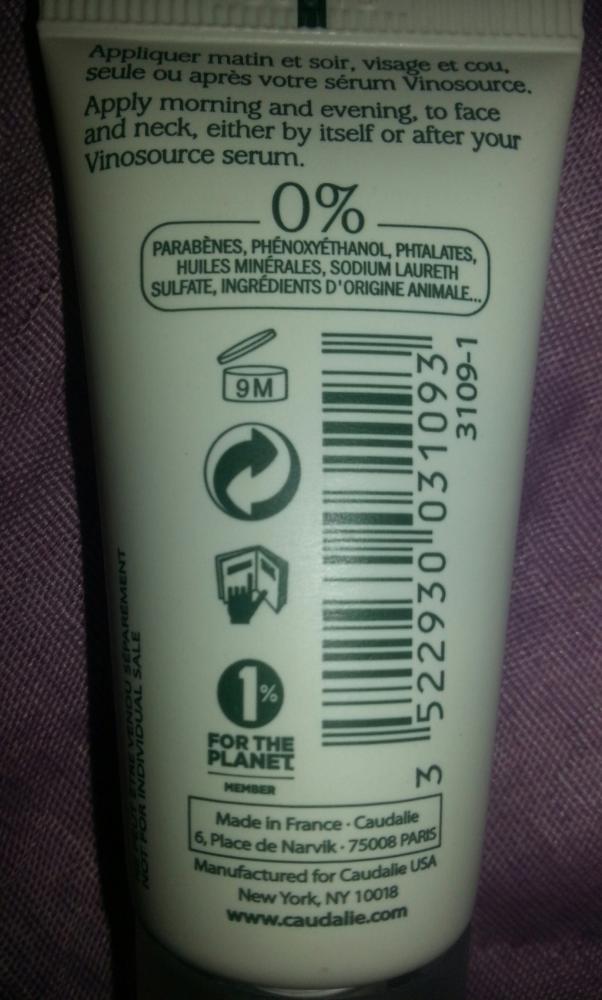 Appliquer matin et soir, visage et cou,
seule ou après votre sérum Vinosource.
Apply morning and evening, to face
and neck, either by itself or after your
Vinosource serum.
0%
PARABÈNES, PHÉNOXYÉTHANOL, PHTALATES,
HUILES MINÉRALES, SODIUM LAURETH
SULFATE, INGRÉDIENTS D'ORIGINE ANIMALE...
9M
3 522930 031093
3109-1
1%
FOR THE
PLANET
MEMBER
PEUT ÊTRE VENDU SÉPARÉMENT
NOT FOR INDIVIDUAL SALE
Made in France · Caudalie
6, Place de Narvik · 75008 PARIS
Manufactured for Caudalie USA
New York, NY 10018
www.caudalie.com